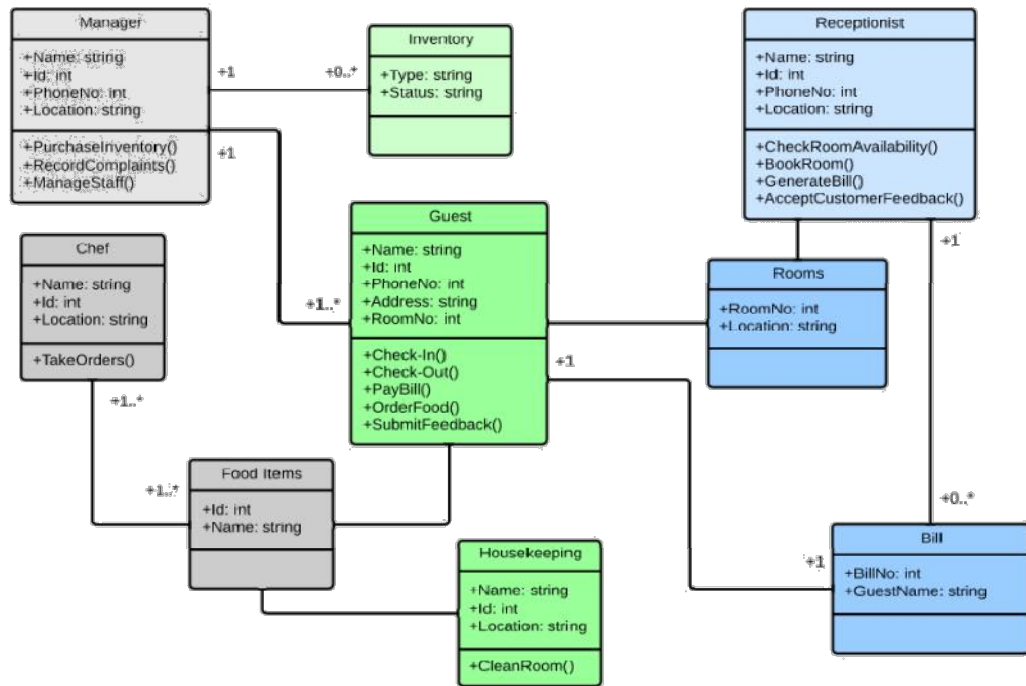 Manager
+Name: string
+Id: int
+PhoneNo: int
+Location: string
+PurchaseInventory()
+RecordComplaints()
+ManageStaff()
+1
+0..*
+1
Inventory
+Type: string
+Status: string
Receptionist
+Name: string
+Id: int
+PhoneNo: int
+Location: string
+CheckRoomAvailability()
+BookRoom()
+GenerateBill()
+AcceptCustomerFeedback()
+1
Chef
+Name: string
+Id: int
+Location: string
+TakeOrders()
+1..*
Guest
+Name: string
+Id: int
+PhoneNo: int
+Address: string
+RoomNo: int
+Check-In()
+Check-Out()
+PayBill()
+OrderFood()
+SubmitFeedback()
+1..*
+1
Rooms
+RoomNo: int
+Location: string
Food Items
+Id: int
+Name: string
+1..*
Housekeeping
+Name: string
+Id: int
+Location: string
+CleanRoom()
+0..*
+1
Bill
+BillNo: int
+GuestName: string